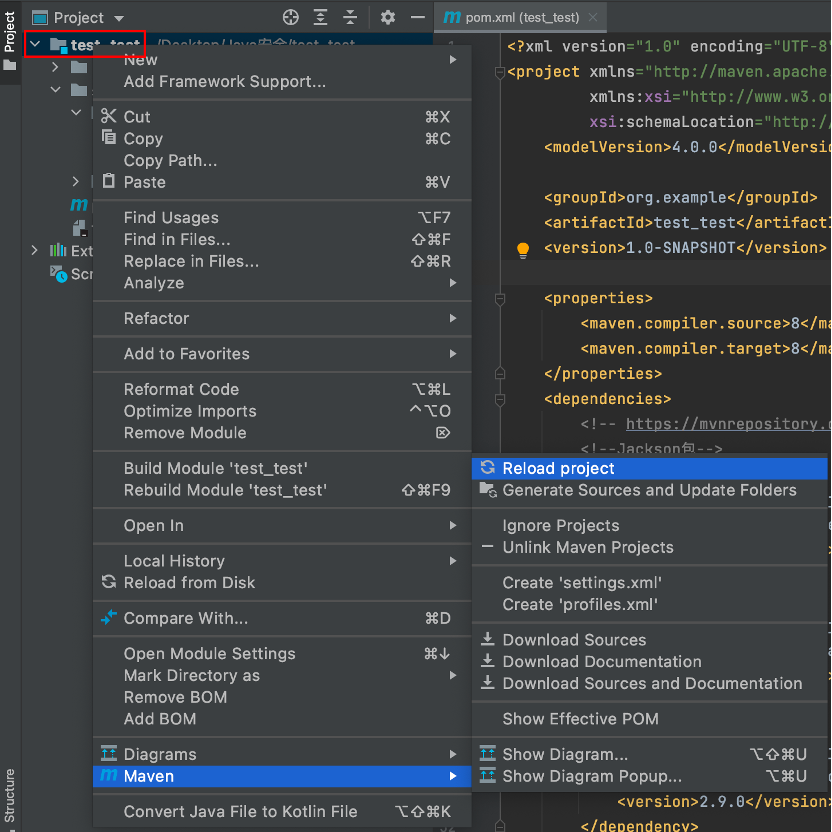 Project
Project
pom.xml (test_test)
test_test ~/Desktop/Java安全/test_test
New
Add Framework Support...
Cut ⌘X
Copy ⌘C
Copy Path...
Paste ⌘V
Find Usages ⌥F7
Find in Files... ⇧⌘F
Replace in Files... ⇧⌘R
Analyze
Refactor
Add to Favorites
Reformat Code ⌥⌘L
Optimize Imports ^⌥O
Remove Module ⌦
Build Module 'test_test'
Rebuild Module 'test_test' ⇧⌘F9
Open In
Local History
Reload from Disk
Compare With... ⌘D
Open Module Settings ⌘↓
Mark Directory as
Remove BOM
Add BOM
Diagrams
Maven
Convert Java File to Kotlin File ⌥⇧⌘K
m
Ext
Scr
Structure
1
<?xml version="1.0" encoding="UTF-8"
<project xmlns="http://maven.apache.
xmlns:xsi="http://www.w3.or
xsi:schemaLocation="http:/
<modelVersion>4.0.0</modelVersio
<groupId>org.example</groupId>
<artifactId>test_test</artifactI
<version>1.0-SNAPSHOT</version>
<properties>
<maven.compiler.source>8</ma
<maven.compiler.target>8</ma
</properties>
<dependencies>
<!-- https://mvnrepository.c
<!--Jackson包-->
Reload project
Generate Sources and Update Folders
Ignore Projects
Unlink Maven Projects
Create 'settings.xml'
Create 'profiles.xml'
Download Sources
Download Documentation
Download Sources and Documentation
Show Effective POM
Show Diagram... ⌥⇧⌘U
Show Diagram Popup... ⌥⌘U
<version>2.9.0</version>
32
</dependency>